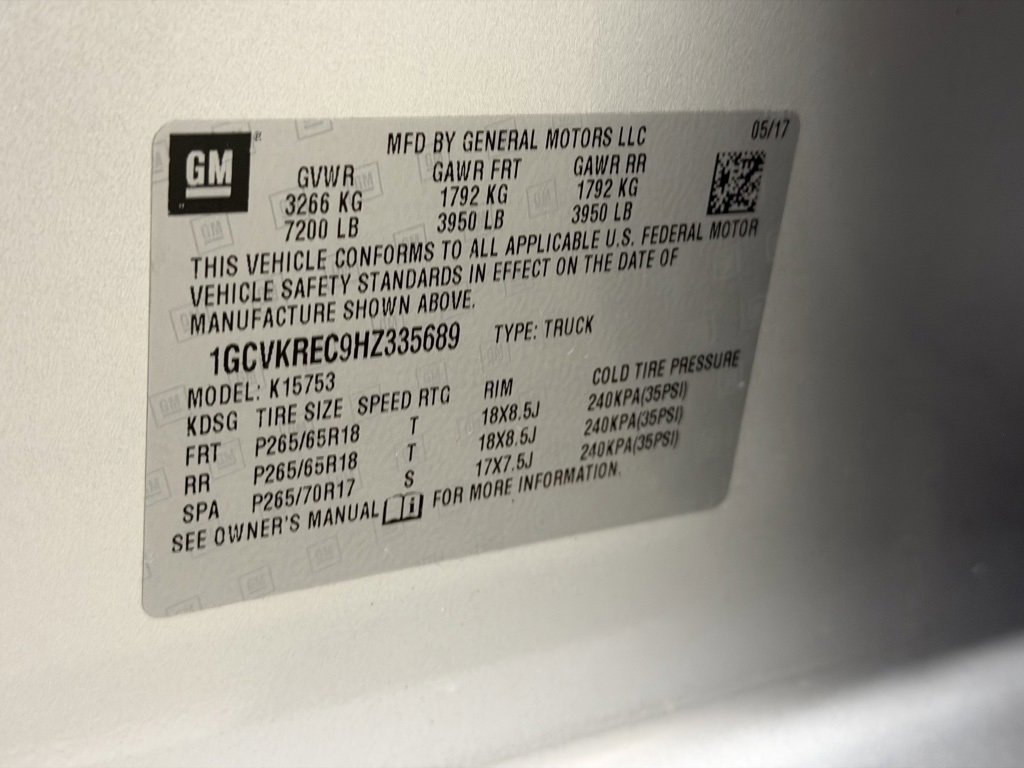 GM
MFD BY GENERAL MOTORS LLC
05/17
GVWR GAWR FRT GAWR RR
3266 KG 1792 KG 1792 KG
7200 LB 3950 LB 3950 LB
THIS VEHICLE CONFORMS TO ALL APPLICABLE U.S. FEDERAL MOTOR
VEHICLE SAFETY STANDARDS IN EFFECT ON THE DATE OF
MANUFACTURE SHOWN ABOVE.
1GCVKREC9HZ335689 TYPE: TRUCK
MODEL: K15753
KDSG TIRE SIZE SPEED RTG RIM COLD TIRE PRESSURE
FRT P265/65R18 T 18X8.5J 240KPA(35PSI)
RR P265/65R18 T 18X8.5J 240KPA(35PSI)
SPA P265/70R17 S 17X7.5J 240KPA(35PSI)
SEE OWNER'S MANUAL i FOR MORE INFORMATION.